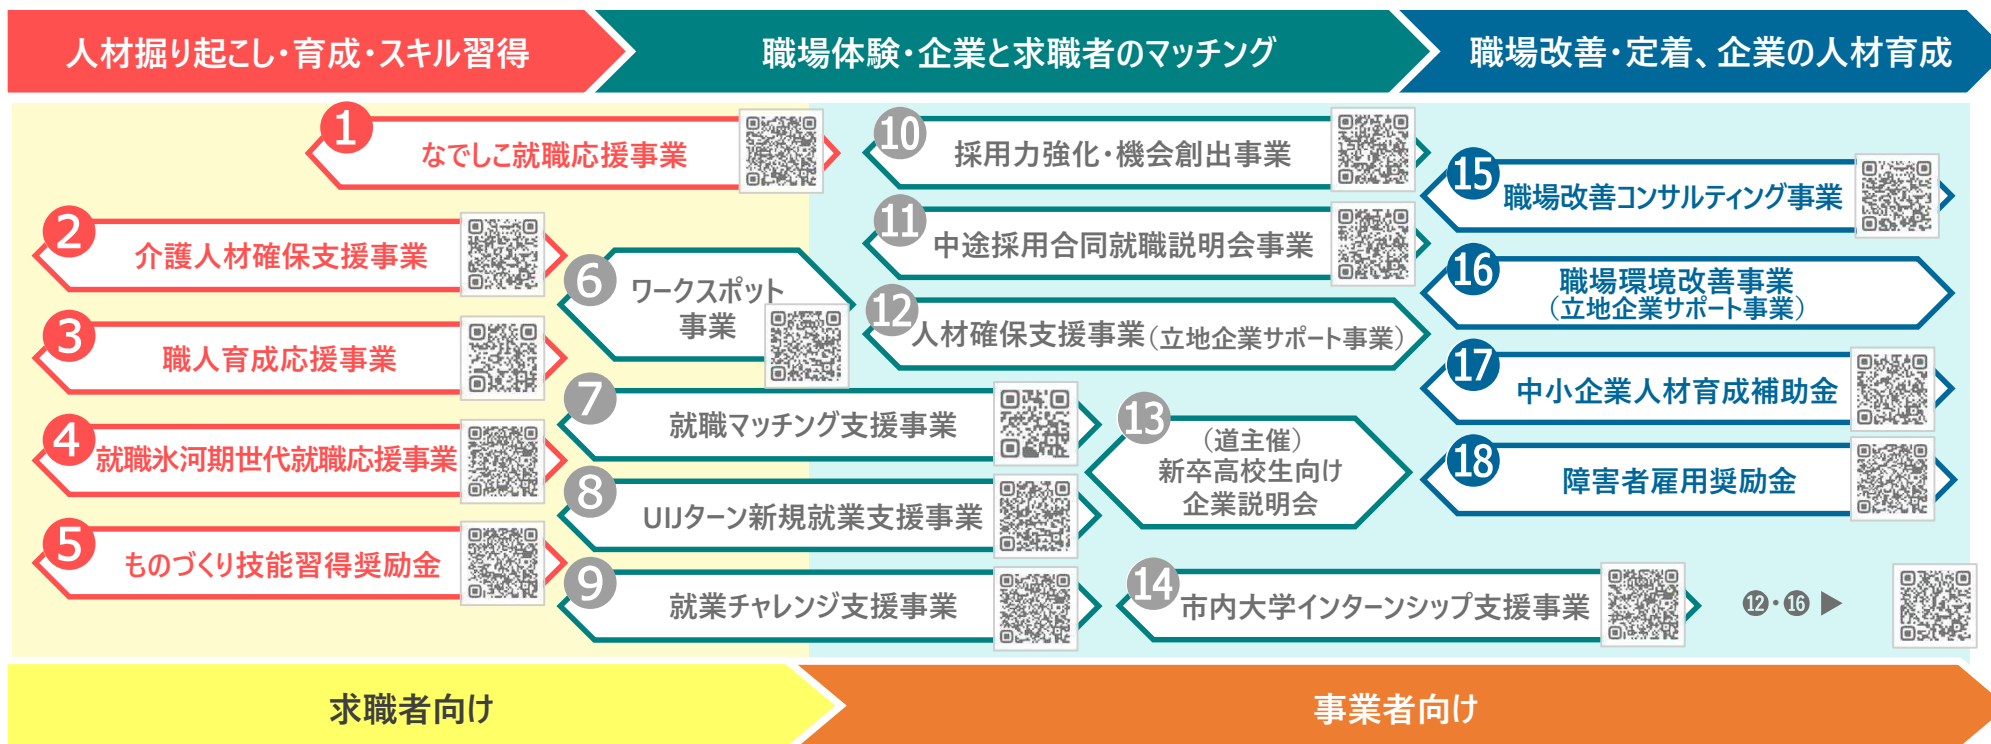 人材掘り起こし・育成・スキル習得
職場体験・企業と求職者のマッチング
職場改善・定着、企業の人材育成
1
なでしこ就職応援事業
2
介護人材確保支援事業
3
職人育成応援事業
4
就職氷河期世代就職応援事業
5
ものづくり技能習得奨励金
6
ワークスポット
事業
7
就職マッチング支援事業
8
UIJターン新規就業支援事業
9
就業チャレンジ支援事業
10
採用力強化・機会創出事業
11
中途採用合同就職説明会事業
12
人材確保支援事業(立地企業サポート事業)
13
(道主催)
新卒高校生向け
企業説明会
14
市内大学インターンシップ支援事業
15
職場改善コンサルティング事業
16
職場環境改善事業
(立地企業サポート事業)
17
中小企業人材育成補助金
18
障害者雇用奨励金
⓬・⓰ ▶
求職者向け
事業者向け